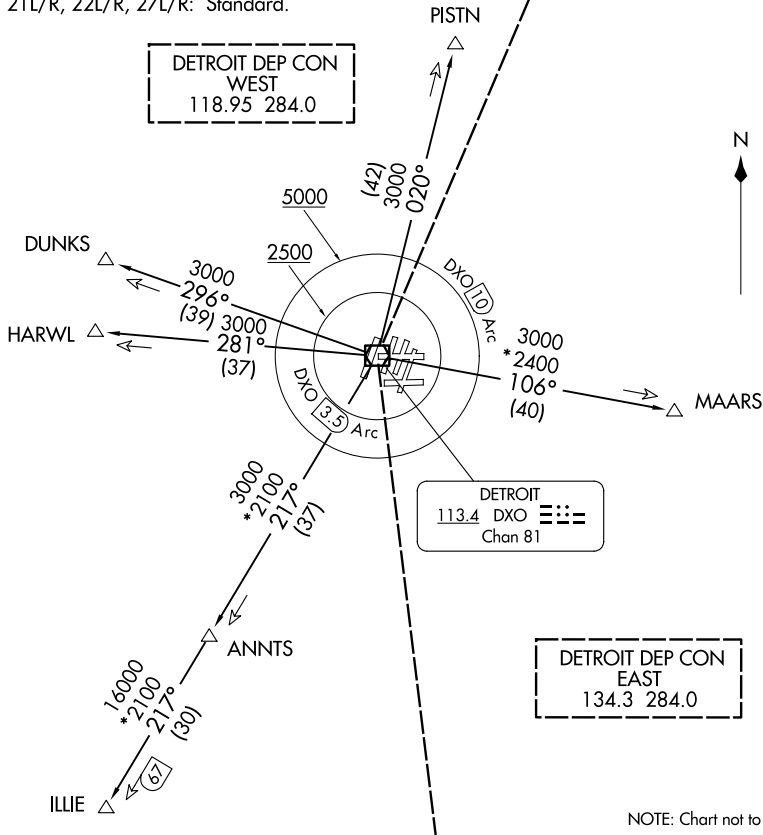 21L/R, 22L/R, 27L/R: Standard.
PISTN
DETROIT DEP CON
WEST
118.95 284.0
N
(42)
3000
020°
5000
2500
DUNKS
3000
296°
(39)
HARWL
3000
281°
(37)
DXO 10 Arc
3000
*2400
106°
(40)
MAARS
DXO 3.5 Arc
DETROIT
113.4 DXO
Chan 81
3000
*2100
217°
(37)
ANNTS
DETROIT DEP CON
EAST
134.3 284.0
16000
*2100
217°
(30)
67
ILLIE
NOTE: Chart not to